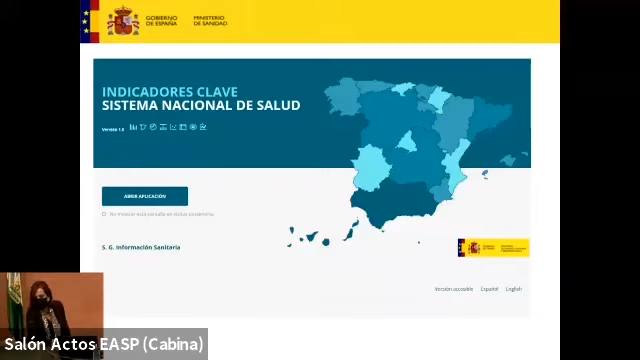 GOBIERNO
DE ESPAÑA
MINISTERIO
DE SANIDAD
INDICADORES CLAVE
SISTEMA NACIONAL DE SALUD
Versión 1.0
ABRIR APLICACIÓN
No mostrar esta pantalla en visitas posteriores
S. G. Información Sanitaria
Versión accesible Español English
Salón Actos EASP (Cabina)